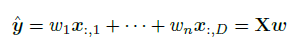 ŷ = w₁x:,₁ + ··· + wₙx:,D = Xw